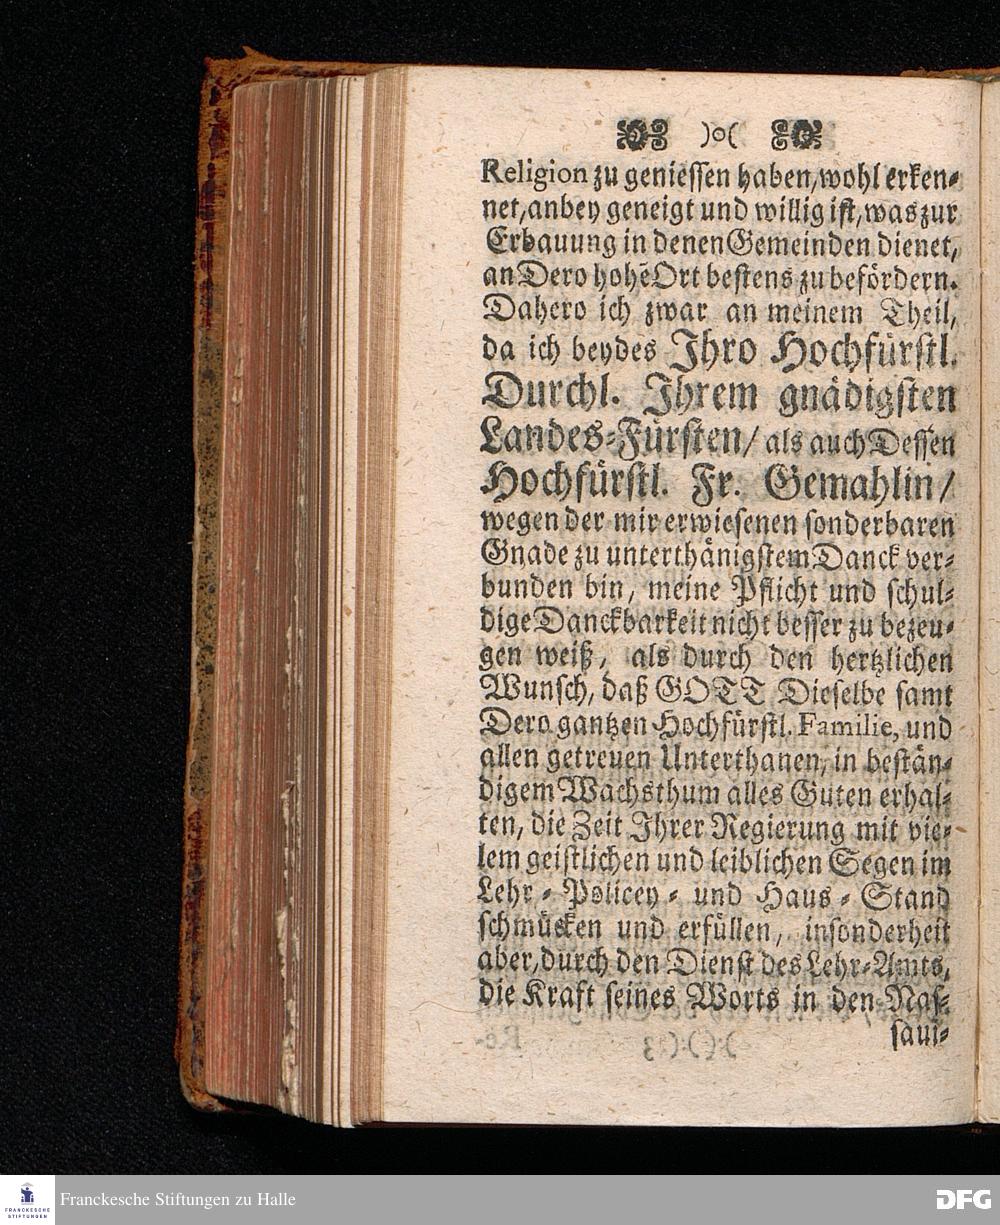 )o(
Religion zu geniessen haben, wohl erken-
net, anbey geneigt und willig ist, was zur
Erbauung in denen Gemeinden dienet,
an Dero hohē Ort bestens zu befördern.
Dahero ich zwar an meinem Theil,
da ich beydes Ihro Hochfürstl.
Durchl. Ihrem gnädigsten
Landes-Fürsten/ als auch Dessen
Hochfürstl. Fr. Gemahlin/
wegen der mir erwiesenen sonderbaren
Gnade zu unterthänigstem Danck ver-
bunden bin, meine Pflicht und schul-
dige Danckbarkeit nicht besser zu bezeu-
gen weiß, als durch den hertzlichen
Wunsch, daß GOTT Dieselbe samt
Dero gantzen Hochfürstl. Familie, und
allen getreuen Unterthanen, in bestän-
digem Wachsthum alles Guten erhal-
ten, die Zeit Ihrer Regierung mit vie-
lem geistlichen und leiblichen Segen im
Lehr- Policey- und Haus- Stand
schmücken und erfüllen, insonderheit
aber, durch den Dienst des Lehr-Amts,
die Kraft seines Worts in den Nas-
saui-
FRANCKESCHE
STIFTUNGEN
Franckesche Stiftungen zu Halle
DFG